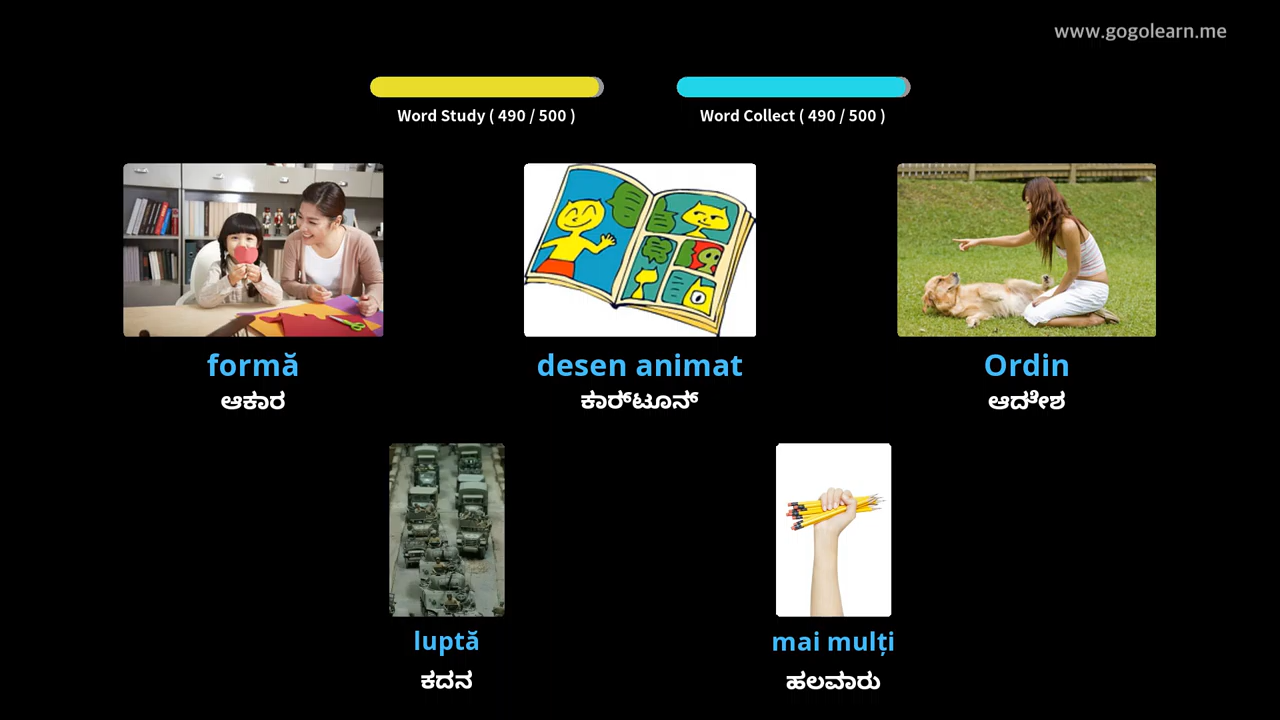 www.gogolearn.me
Word Study ( 490 / 500 )
Word Collect ( 490 / 500 )
formă
ಆಕಾರ
desen animat
ಕಾರ್ಟೂನ್
Ordin
ಆದೇಶ
luptă
ಕದನ
mai mulți
ಹಲವಾರು